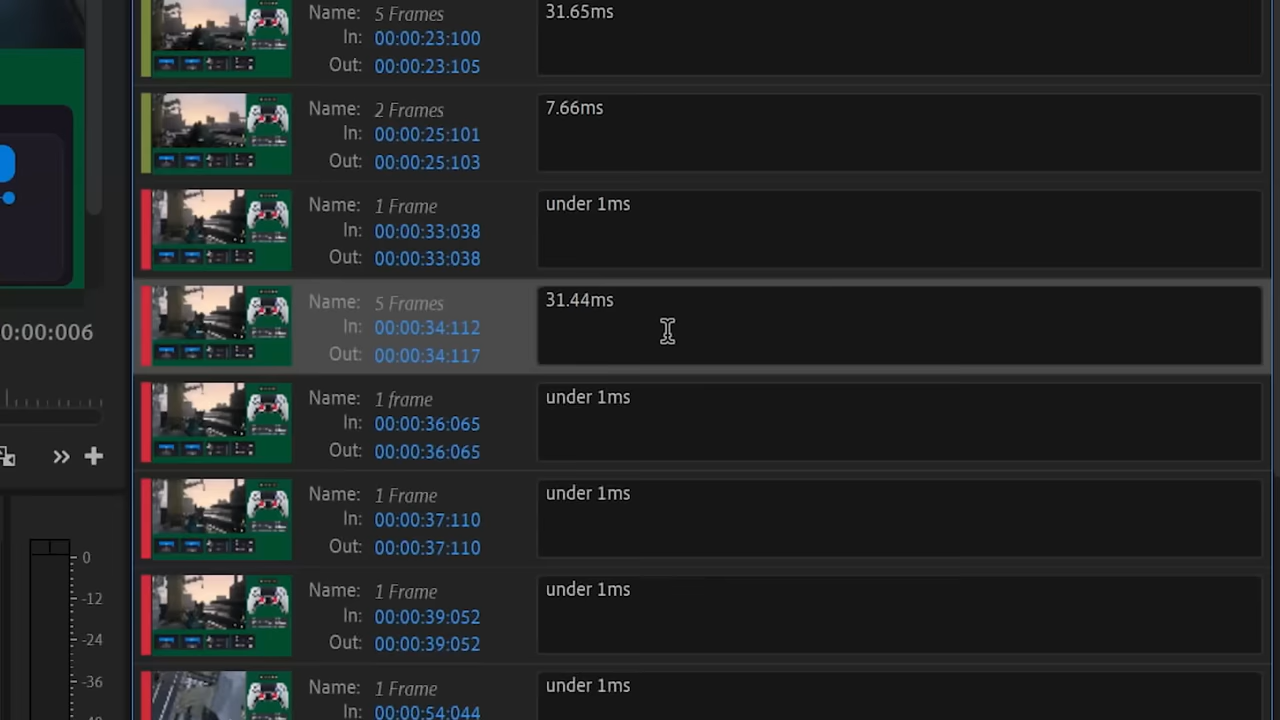 Name: 5 Frames 31.65ms
In: 00:00:23:100
Out: 00:00:23:105
Name: 2 Frames 7.66ms
In: 00:00:25:101
Out: 00:00:25:103
Name: 1 Frame under 1ms
In: 00:00:33:038
Out: 00:00:33:038
Name: 5 Frames 31.44ms
In: 00:00:34:112
Out: 00:00:34:117
0:00:006
Name: 1 frame under 1ms
In: 00:00:36:065
Out: 00:00:36:065
Name: 1 Frame under 1ms
In: 00:00:37:110
Out: 00:00:37:110
Name: 1 Frame under 1ms
In: 00:00:39:052
Out: 00:00:39:052
Name: 1 Frame under 1ms
In: 00:00:54:044
0
-12
-24
-36